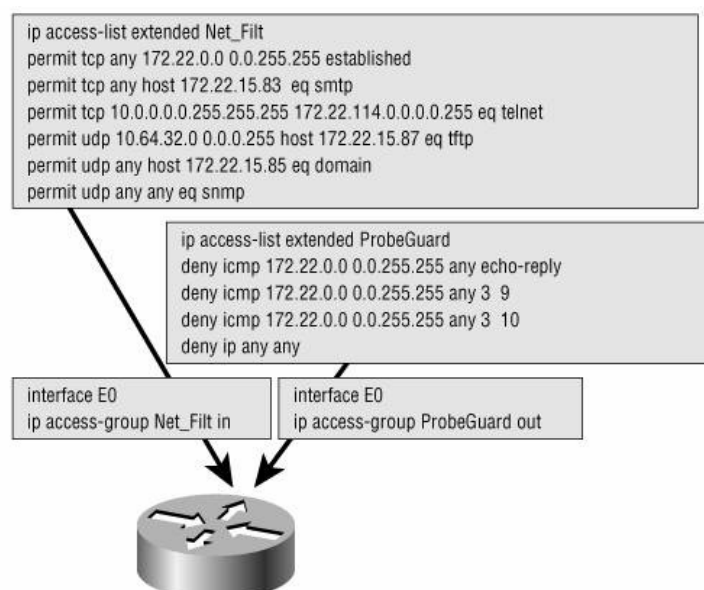 ip access-list extended Net_Filt
permit tcp any 172.22.0.0 0.0.255.255 established
permit tcp any host 172.22.15.83 eq smtp
permit tcp 10.0.0.0.0.255.255.255 172.22.114.0.0.0.0.255 eq telnet
permit udp 10.64.32.0 0.0.0.255 host 172.22.15.87 eq tftp
permit udp any host 172.22.15.85 eq domain
permit udp any any eq snmp
ip access-list extended ProbeGuard
deny icmp 172.22.0.0 0.0.255.255 any echo-reply
deny icmp 172.22.0.0 0.0.255.255 any 3 9
deny icmp 172.22.0.0 0.0.255.255 any 3 10
deny ip any any
interface E0
ip access-group Net_Filt in
interface E0
ip access-group ProbeGuard out